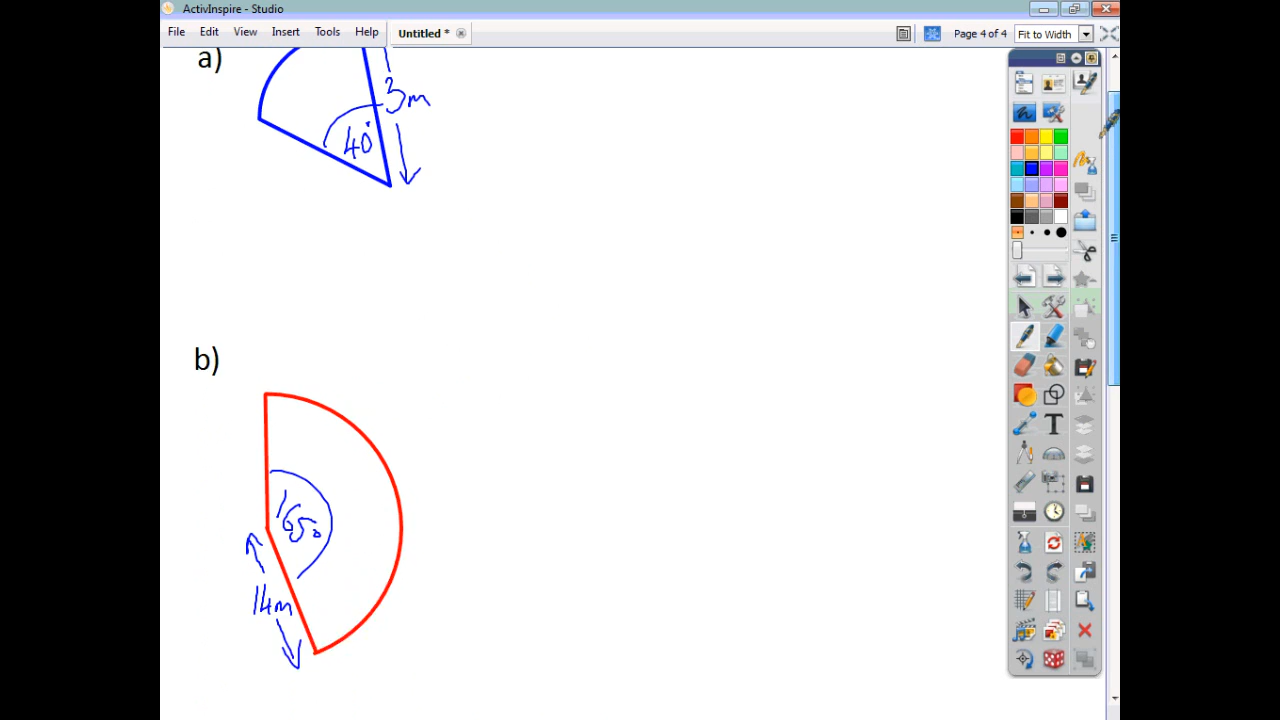 ActivInspire - Studio
File Edit View Insert Tools Help Untitled * Page 4 of 4 Fit to Width
a)
3m
40°
b)
165°
14m